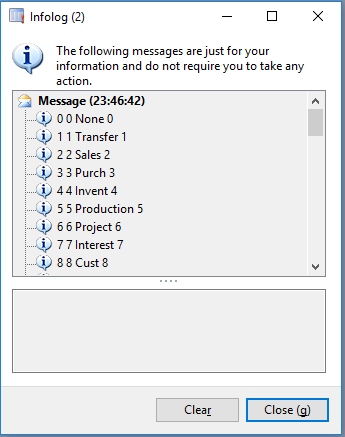 Infolog (2)
The following messages are just for your
information and do not require you to take any
action.
Message (23:46:42)
0 0 None 0
1 1 Transfer 1
2 2 Sales 2
3 3 Purch 3
4 4 Invent 4
5 5 Production 5
6 6 Project 6
7 7 Interest 7
8 8 Cust 8
Clear
Close (g)